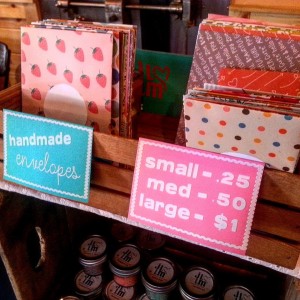 handmade
envelopes
small - .25
med - .50
large - $1